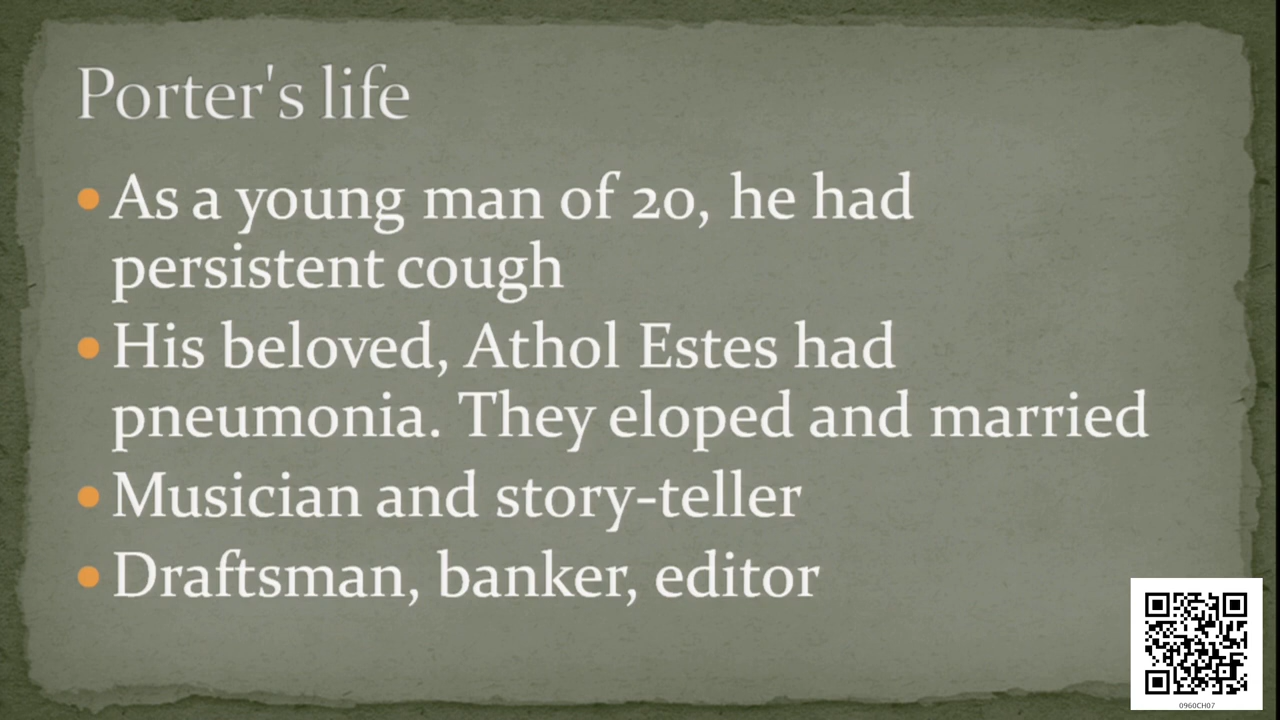 Porter's life
• As a young man of 20, he had
persistent cough
• His beloved, Athol Estes had
pneumonia. They eloped and married
• Musician and story-teller
• Draftsman, banker, editor
0960CH07